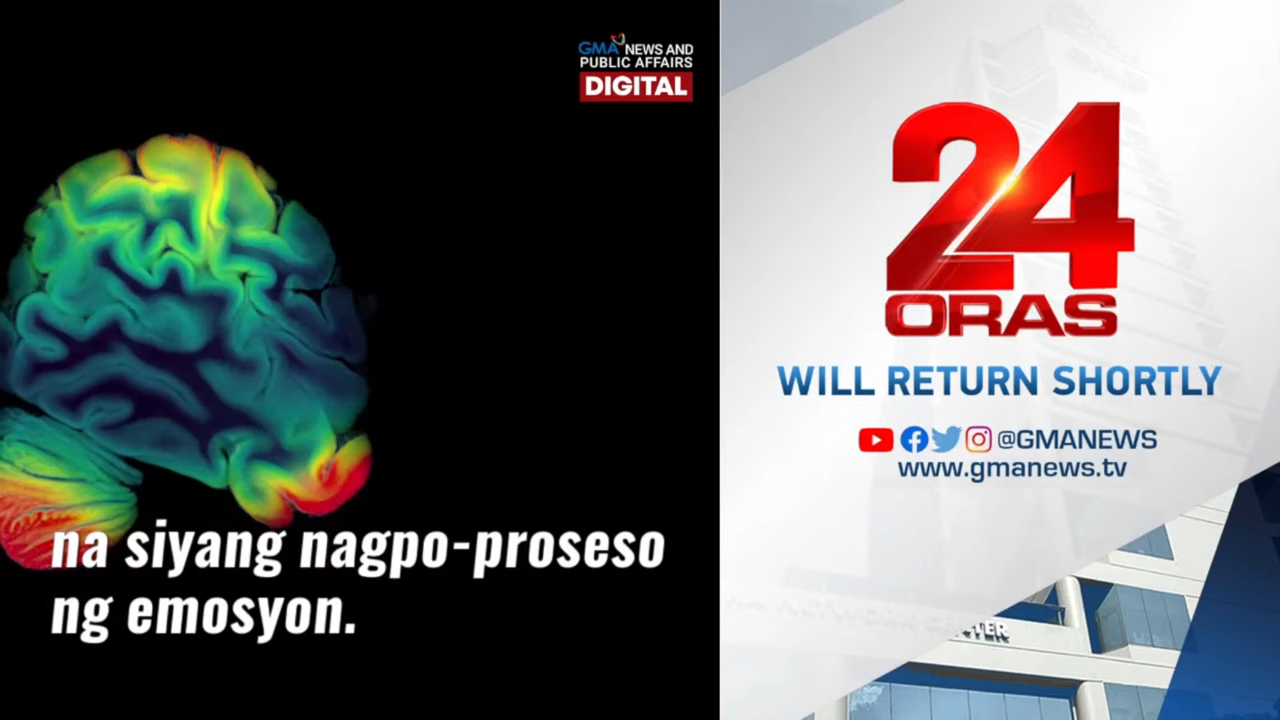 GMA NEWS AND
PUBLIC AFFAIRS
DIGITAL
na siyang nagpo-proseso
ng emosyon.
24
ORAS
WILL RETURN SHORTLY
@GMANEWS
www.gmanews.tv